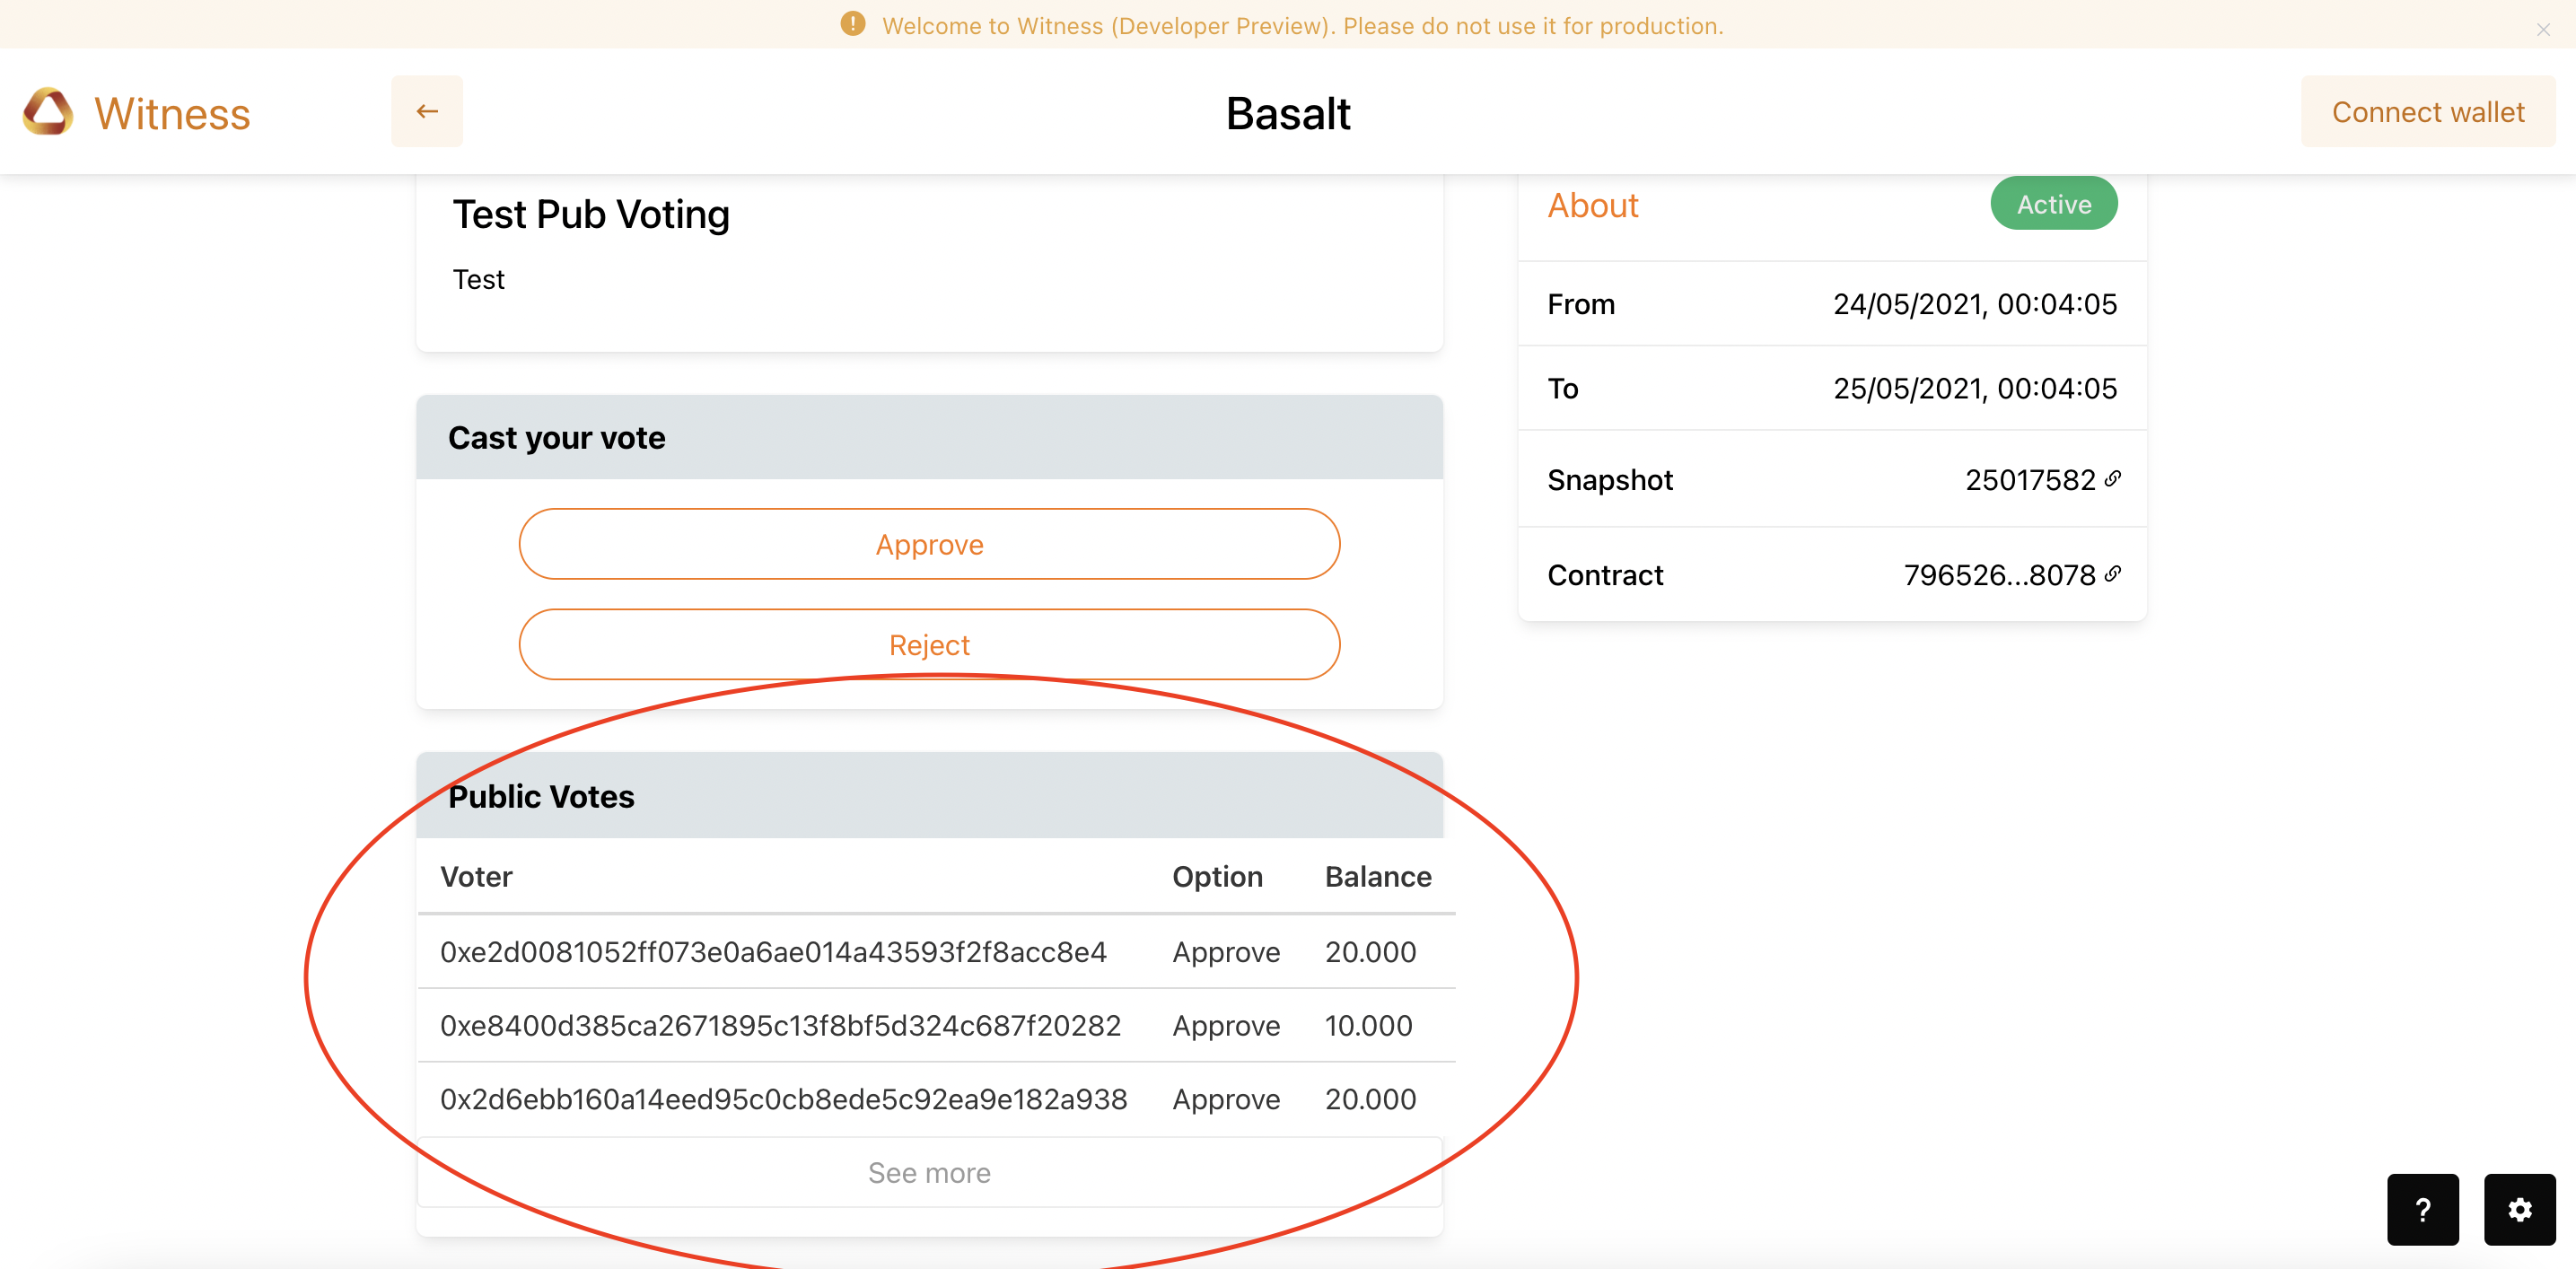 Welcome to Witness (Developer Preview). Please do not use it for production.
Witness
Basalt
Connect wallet
Test Pub Voting
Test
Cast your vote
Approve
Reject
Public Votes
Voter Option Balance
0xe2d0081052ff073e0a6ae014a43593f2f8acc8e4 Approve 20.000
0xe8400d385ca2671895c13f8bf5d324c687f20282 Approve 10.000
0x2d6ebb160a14eed95c0cb8ede5c92ea9e182a938 Approve 20.000
See more
About Active
From 24/05/2021, 00:04:05
To 25/05/2021, 00:04:05
Snapshot 25017582
Contract 796526...8078
?